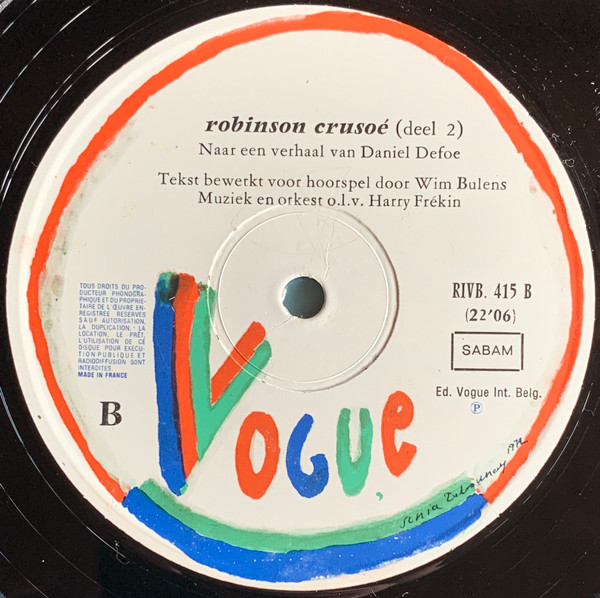 robinson crusoé (deel 2)
Naar een verhaal van Daniel Defoe
Tekst bewerkt voor hoorspel door Wim Bulens
Muziek en orkest o.l.v. Harry Frékin
TOUS DROITS DU PRO-
DUCTEUR PHONOGRA-
PHIQUE ET DU PROPRIÉ-
TAIRE DE L'ŒUVRE EN-
REGISTRÉE RESERVES
SAUF AUTORISATION,
LA DUPLICATION, LA
LOCATION, LE PRÊT,
L'UTILISATION DE CE
DISQUE POUR EXÉCU-
TION PUBLIQUE ET
RADIODIFFUSION SONT
INTERDITES.
MADE IN FRANCE
RIVB. 415 B
(22'06)
SABAM
Ed. Vogue Int. Belg.
P
B
VOGUE
Sonia Delaunay